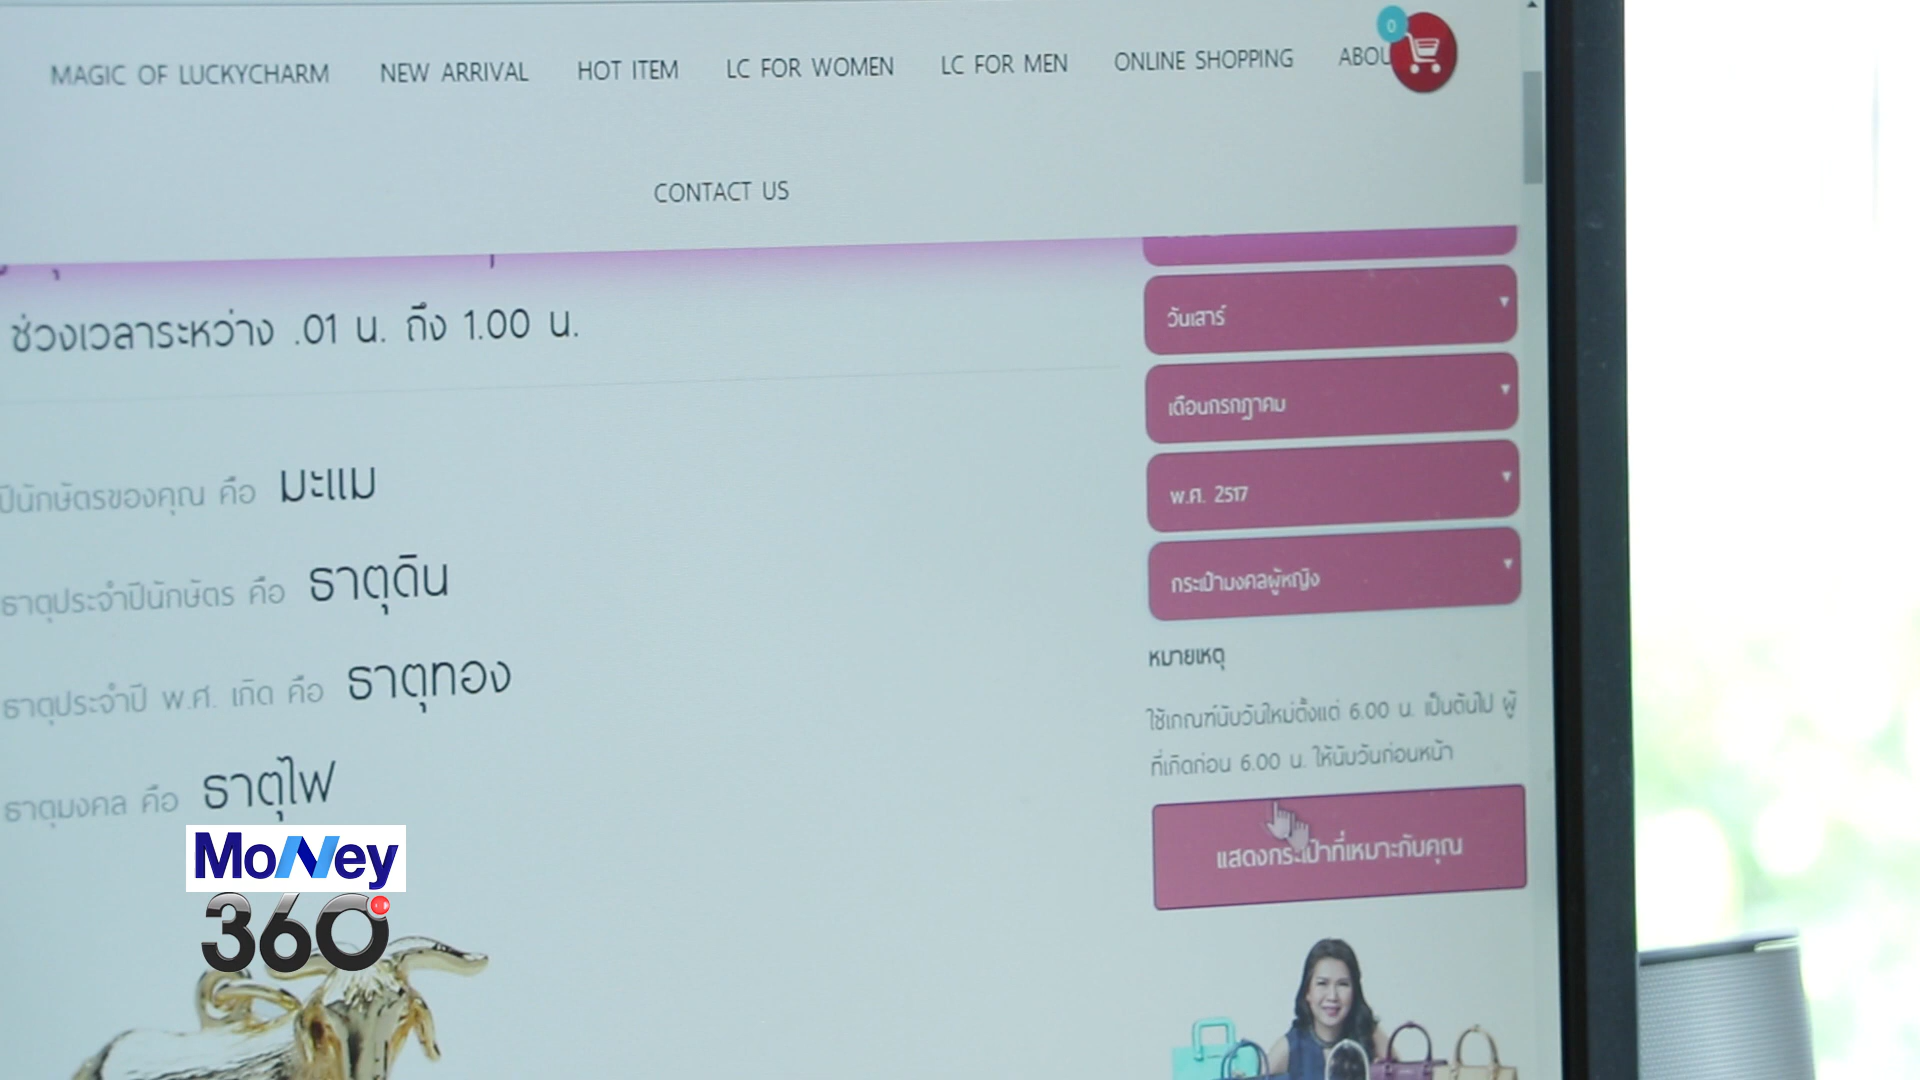 MAGIC OF LUCKYCHARM NEW ARRIVAL HOT ITEM LC FOR WOMEN LC FOR MEN ONLINE SHOPPING ABOU
0
CONTACT US
ช่วงเวลาระหว่าง .01 น. ถึง 1.00 น.
ปีนักษัตรของคุณ คือ มะแม
ธาตุประจำปีนักษัตร คือ ธาตุดิน
ธาตุประจำปี พ.ศ. เกิด คือ ธาตุทอง
ธาตุมงคล คือ ธาตุไฟ
วันเสาร์
เดือนกรกฎาคม
พ.ศ. 2517
กระเป๋ามงคลผู้หญิง
หมายเหตุ
ใช้เกณฑ์นับวันใหม่ตั้งแต่ 6.00 น. เป็นต้นไป ผู้
ที่เกิดก่อน 6.00 น. ให้นับวันก่อนหน้า
แสดงกระเป๋าที่เหมาะกับคุณ
Money
360